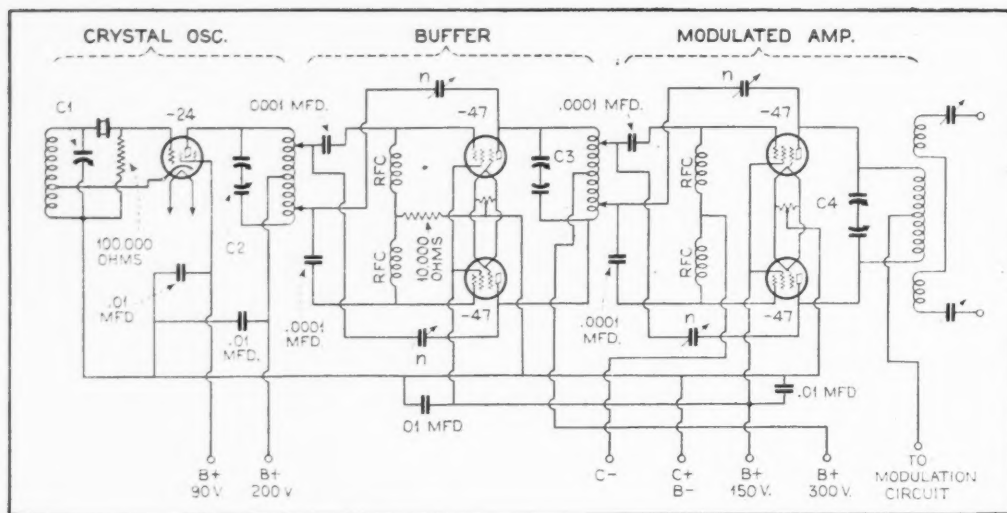 CRYSTAL OSC.
BUFFER
MODULATED AMP.
C1
-24
.0001 MFD.
n
-47
.0001 MFD.
n
-47
C3
RFC
RFC
C4
100,000
OHMS
C2
RFC
10,000
OHMS
RFC
.01
MFD
.01
MFD.
.0001
MFD.
-47
n
.0001
MFD.
-47
n
.01 MFD
.01 MFD
B+
90 V.
B+
200 V.
C-
C+
B-
B+
150 V.
B+
300 V.
TO
MODULATION
CIRCUIT